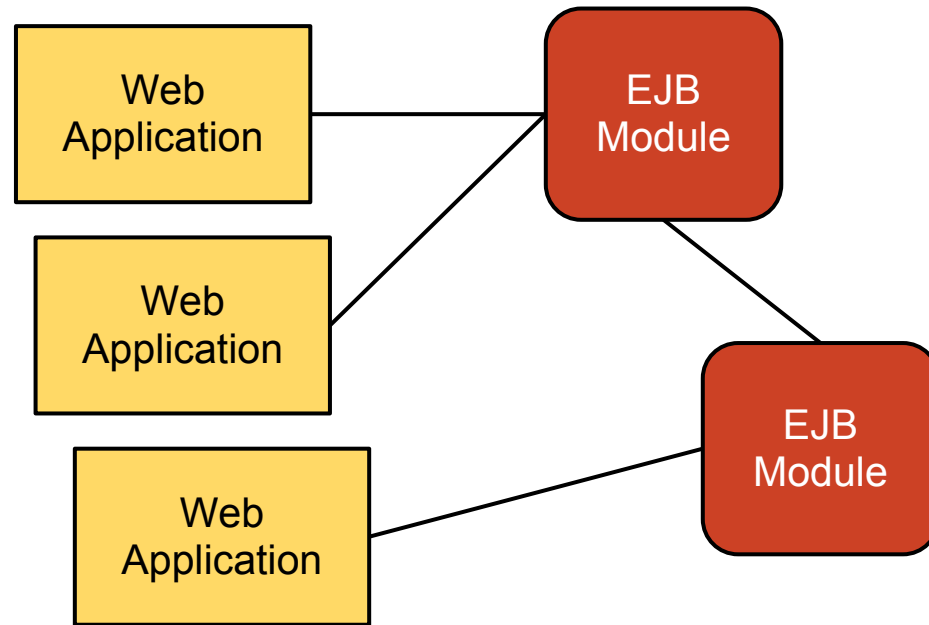 Web
Application
EJB
Module
Web
Application
EJB
Module
Web
Application